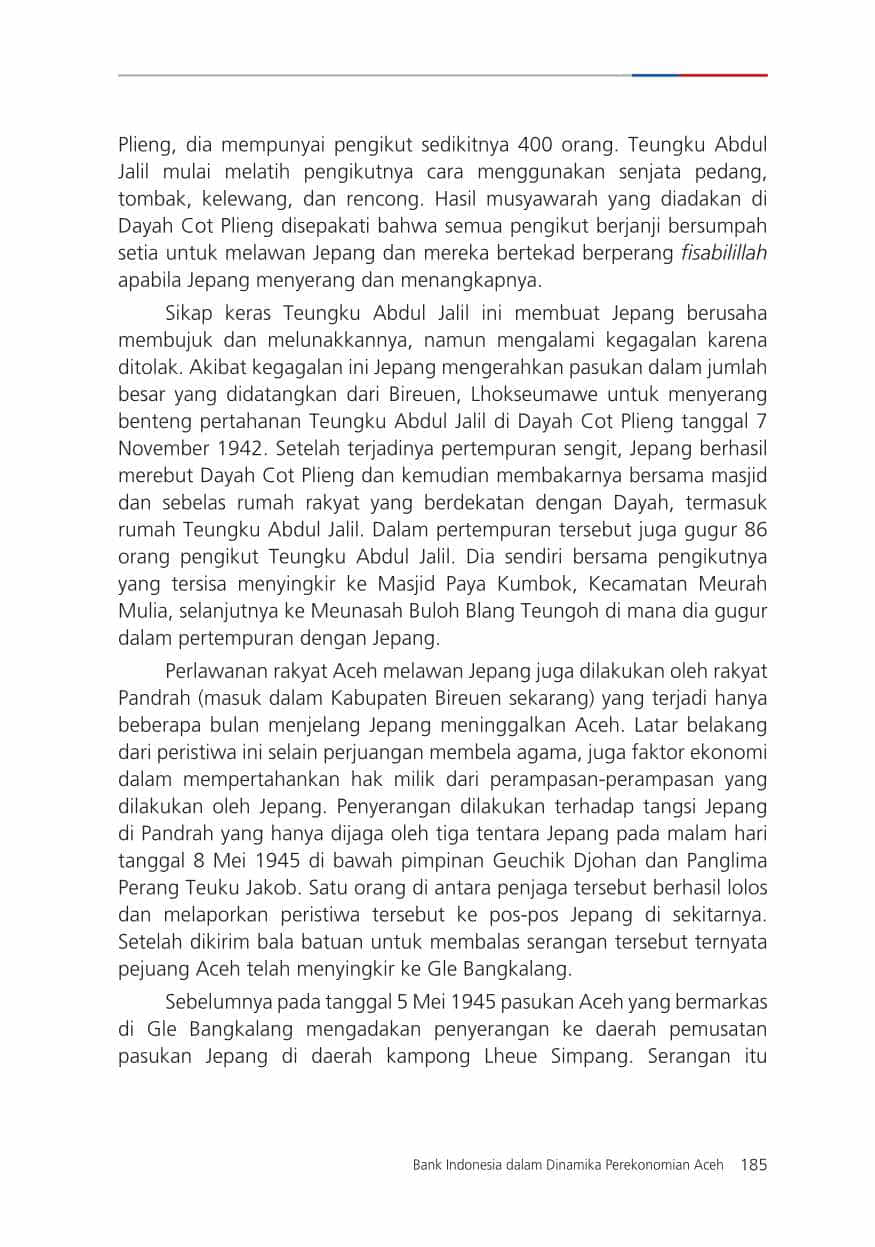 Plieng, dia mempunyai pengikut sedikitnya 400 orang. Teungku Abdul
Jalil mulai melatih pengikutnya cara menggunakan senjata pedang,
tombak, kelewang, dan rencong. Hasil musyawarah yang diadakan di
Dayah Cot Plieng disepakati bahwa semua pengikut berjanji bersumpah
setia untuk melawan Jepang dan mereka bertekad berperang fisabilillah
apabila Jepang menyerang dan menangkapnya.
Sikap keras Teungku Abdul Jalil ini membuat Jepang berusaha
membujuk dan melunakkannya, namun mengalami kegagalan karena
ditolak. Akibat kegagalan ini Jepang mengerahkan pasukan dalam jumlah
besar yang didatangkan dari Bireuen, Lhokseumawe untuk menyerang
benteng pertahanan Teungku Abdul Jalil di Dayah Cot Plieng tanggal 7
November 1942. Setelah terjadinya pertempuran sengit, Jepang berhasil
merebut Dayah Cot Plieng dan kemudian membakarnya bersama masjid
dan sebelas rumah rakyat yang berdekatan dengan Dayah, termasuk
rumah Teungku Abdul Jalil. Dalam pertempuran tersebut juga gugur 86
orang pengikut Teungku Abdul Jalil. Dia sendiri bersama pengikutnya
yang tersisa menyingkir ke Masjid Paya Kumbok, Kecamatan Meurah
Mulia, selanjutnya ke Meunasah Buloh Blang Teungoh di mana dia gugur
dalam pertempuran dengan Jepang.
Perlawanan rakyat Aceh melawan Jepang juga dilakukan oleh rakyat
Pandrah (masuk dalam Kabupaten Bireuen sekarang) yang terjadi hanya
beberapa bulan menjelang Jepang meninggalkan Aceh. Latar belakang
dari peristiwa ini selain perjuangan membela agama, juga faktor ekonomi
dalam mempertahankan hak milik dari perampasan-perampasan yang
dilakukan oleh Jepang. Penyerangan dilakukan terhadap tangsi Jepang
di Pandrah yang hanya dijaga oleh tiga tentara Jepang pada malam hari
tanggal 8 Mei 1945 di bawah pimpinan Geuchik Djohan dan Panglima
Perang Teuku Jakob. Satu orang di antara penjaga tersebut berhasil lolos
dan melaporkan peristiwa tersebut ke pos-pos Jepang di sekitarnya.
Setelah dikirim bala batuan untuk membalas serangan tersebut ternyata
pejuang Aceh telah menyingkir ke Gle Bangkalang.
Sebelumnya pada tanggal 5 Mei 1945 pasukan Aceh yang bermarkas
di Gle Bangkalang mengadakan penyerangan ke daerah pemusatan
pasukan Jepang di daerah kampong Lheue Simpang. Serangan itu
Bank Indonesia dalam Dinamika Perekonomian Aceh 185